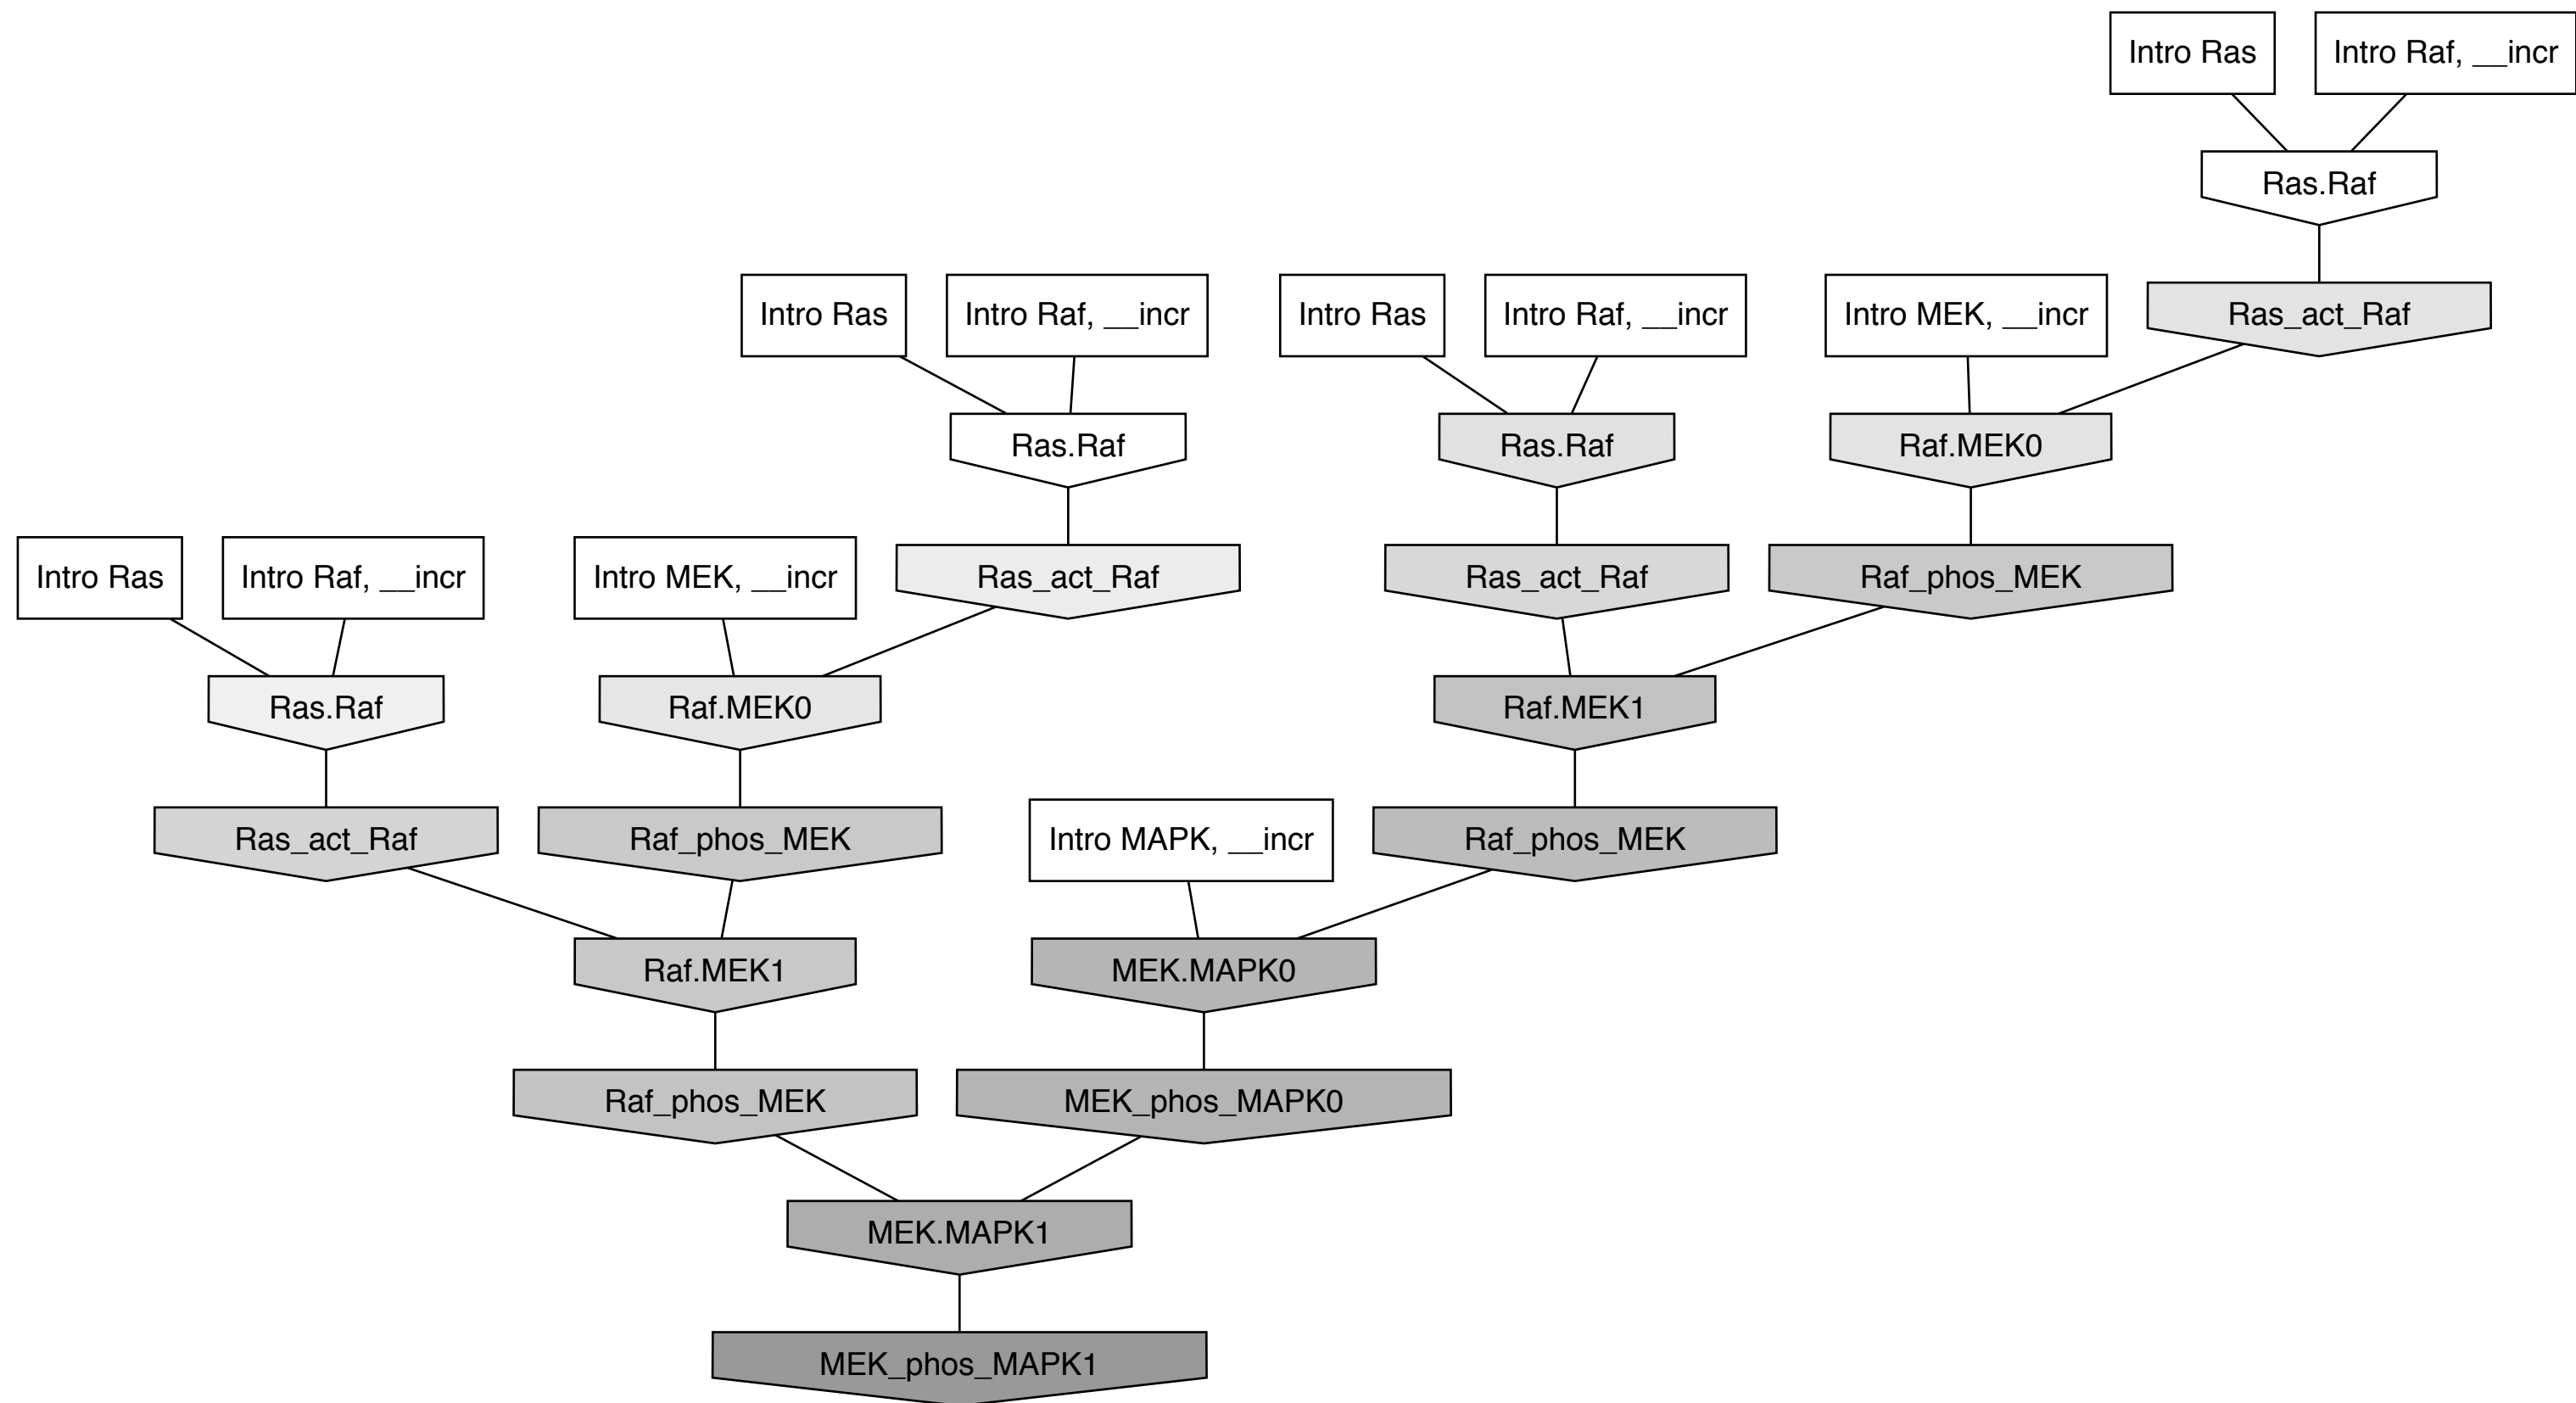 Intro Ras
Intro Raf, __incr
Ras.Raf
Intro Ras
Intro Raf, __incr
Intro Ras
Intro Raf, __incr
Intro MEK, __incr
Ras_act_Raf
Ras.Raf
Ras.Raf
Raf.MEK0
Intro Ras
Intro Raf, __incr
Intro MEK, __incr
Ras_act_Raf
Ras_act_Raf
Raf_phos_MEK
Ras.Raf
Raf.MEK0
Raf.MEK1
Ras_act_Raf
Raf_phos_MEK
Intro MAPK, __incr
Raf_phos_MEK
Raf.MEK1
MEK.MAPK0
Raf_phos_MEK
MEK_phos_MAPK0
MEK.MAPK1
MEK_phos_MAPK1